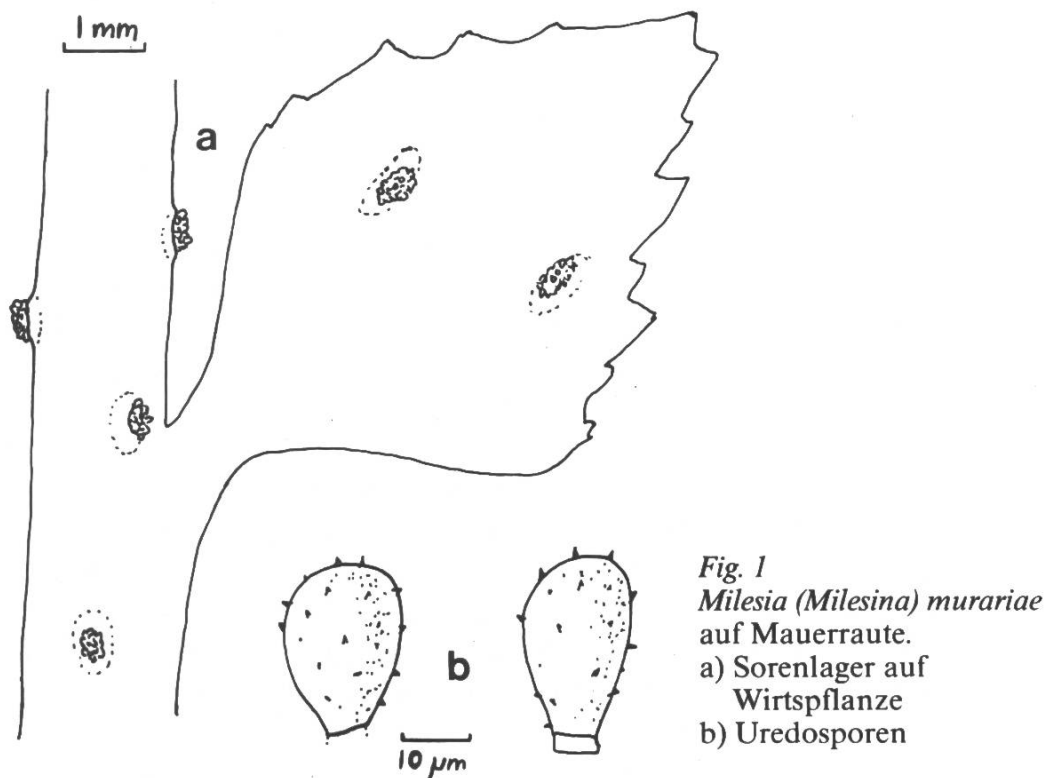 1 mm
a
b
10 µm
Fig. 1
Milesia (Milesina) murariae
auf Mauerraute.
a) Sorenlager auf
Wirtspflanze
b) Uredosporen